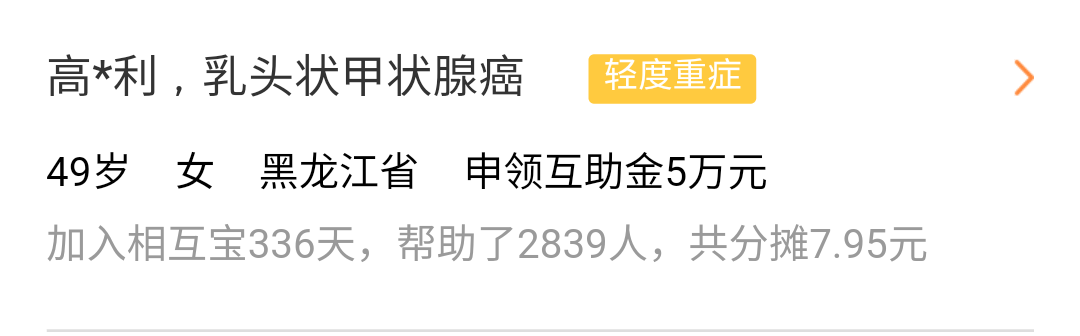 高*利，乳头状甲状腺癌 轻度重症
49岁 女 黑龙江省 申领互助金5万元
加入相互宝336天，帮助了2839人，共分摊7.95元